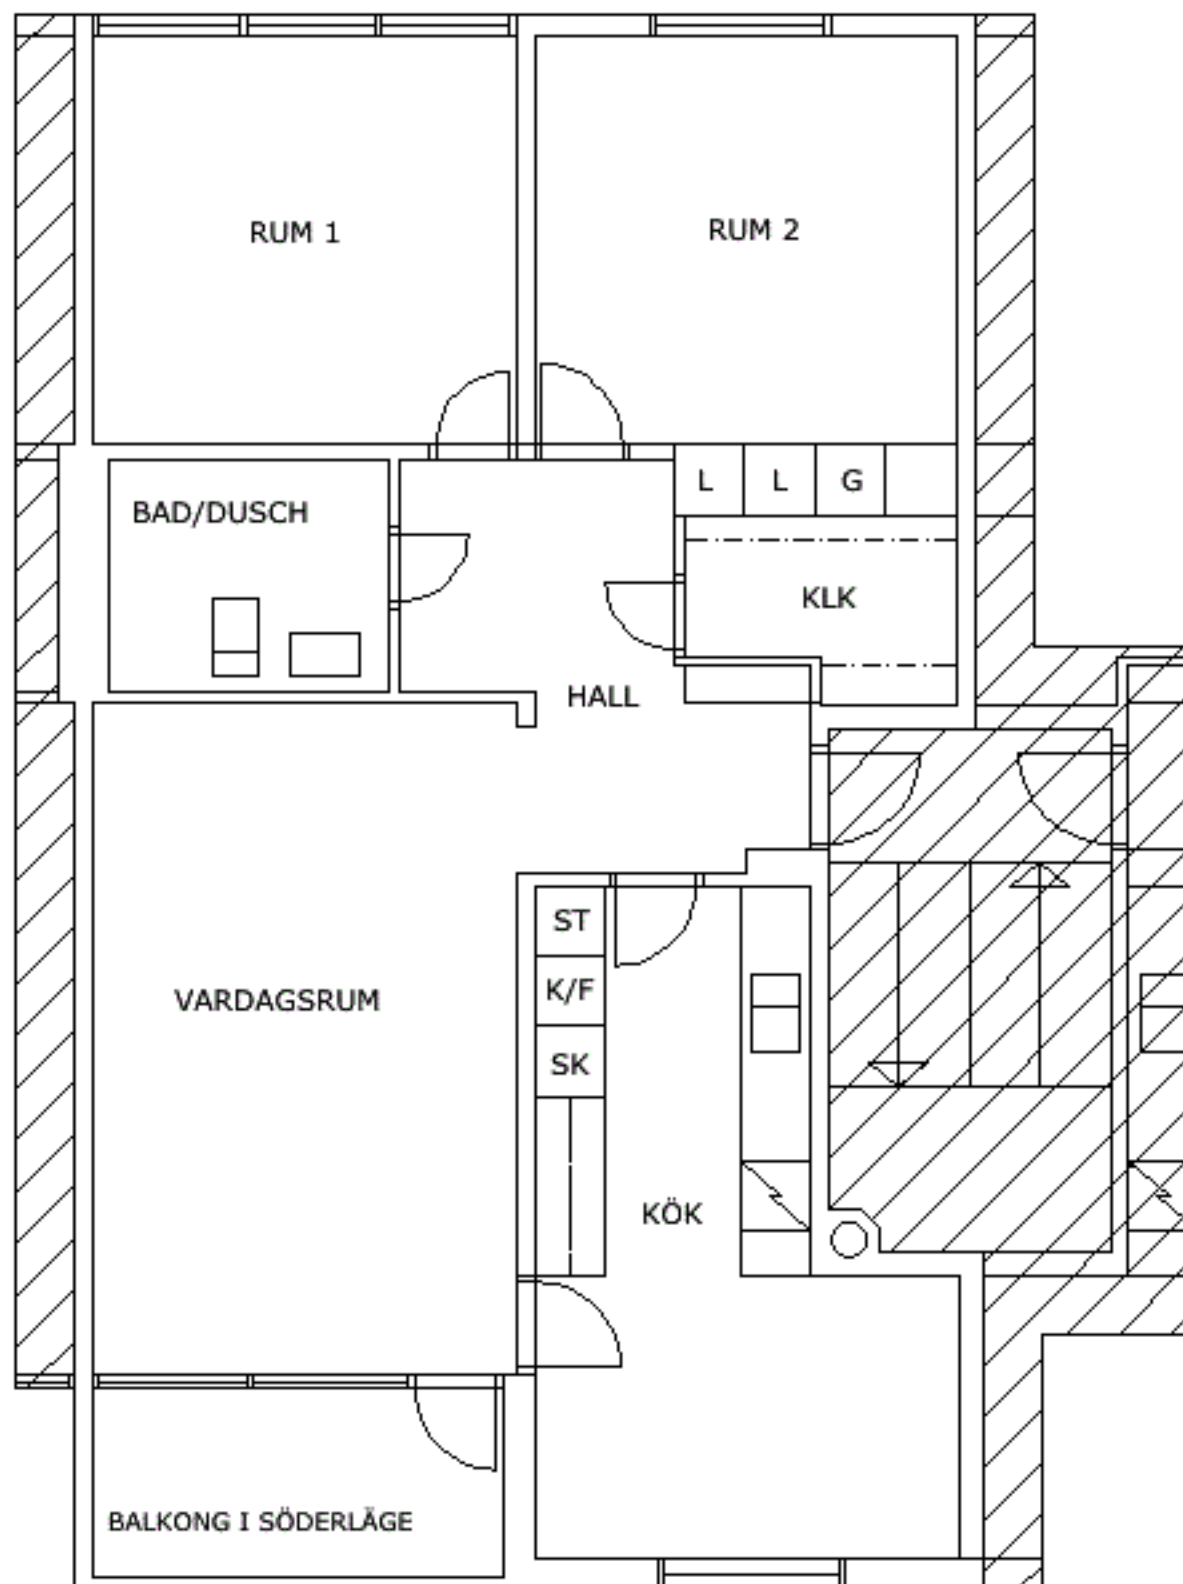 RUM 1
RUM 2
BAD/DUSCH
L L G
KLK
HALL
ST
K/F
VARDAGSRUM
SK
KÖK
BALKONG I SÖDERLÄGE